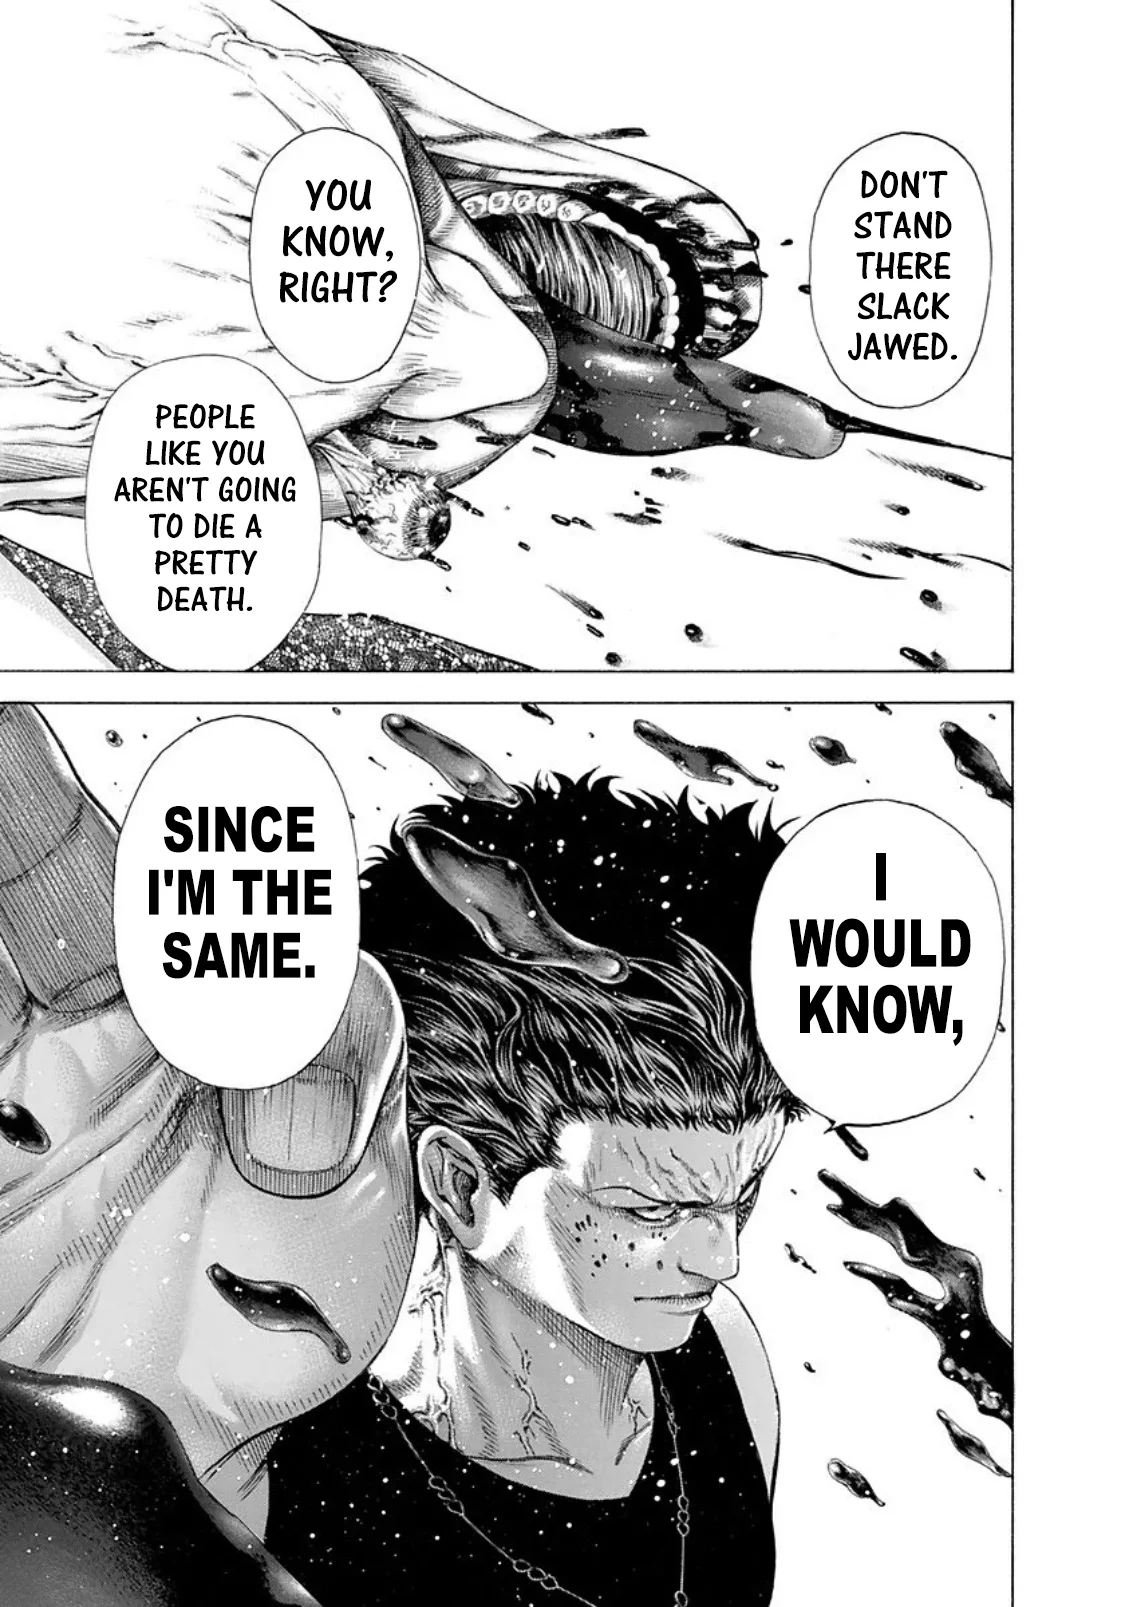 DON'T
STAND
THERE
SLACK
JAWED.
YOU
KNOW,
RIGHT?
PEOPLE
LIKE YOU
AREN'T GOING
TO DIE A
PRETTY
DEATH.
I
WOULD
KNOW,
SINCE
I'M THE
SAME.